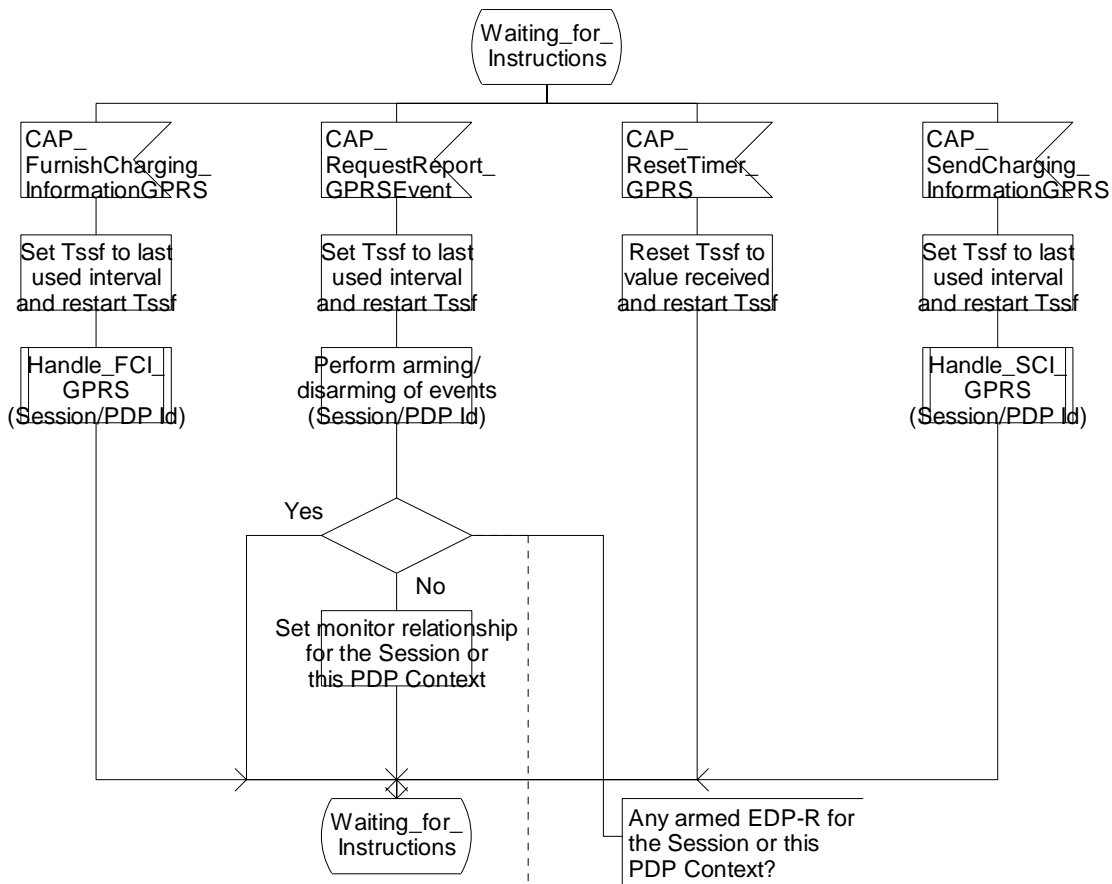 Waiting_for_
Instructions
CAP_
FurnishCharging_
InformationGPRS
CAP_
RequestReport_
GPRSEvent
CAP_
ResetTimer_
GPRS
CAP_
SendCharging_
InformationGPRS
Set Tssf to last
used interval
and restart Tssf
Set Tssf to last
used interval
and restart Tssf
Reset Tssf to
value received
and restart Tssf
Set Tssf to last
used interval
and restart Tssf
Handle_FCI_
GPRS
(Session/PDP Id)
Perform arming/
disarming of events
(Session/PDP Id)
Handle_SCI_
GPRS
(Session/PDP Id)
Yes
No
Set monitor relationship
for the Session or
this PDP Context
Waiting_for_
Instructions
Any armed EDP-R for
the Session or this
PDP Context?